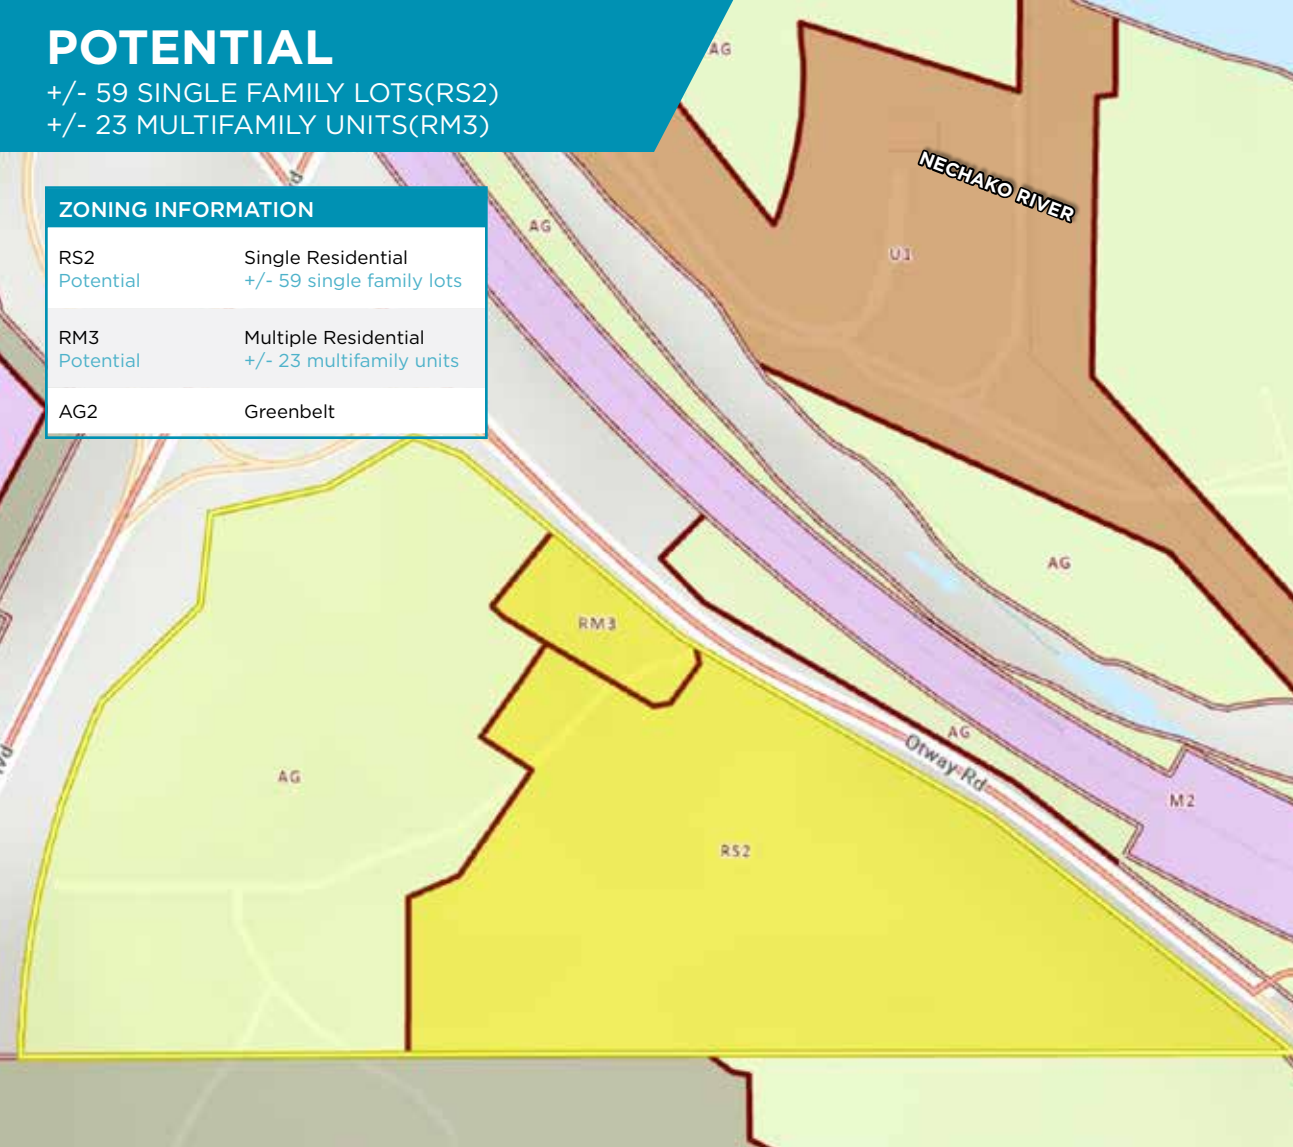 POTENTIAL
+/- 59 SINGLE FAMILY LOTS(RS2)
+/- 23 MULTIFAMILY UNITS(RM3)
ZONING INFORMATION
RS2 Single Residential
Potential +/- 59 single family lots
RM3 Multiple Residential
Potential +/- 23 multifamily units
AG2 Greenbelt
AG
NECHAKO RIVER
AG
U1
AG
RM3
AG
Otway Rd
AG
M2
RS2